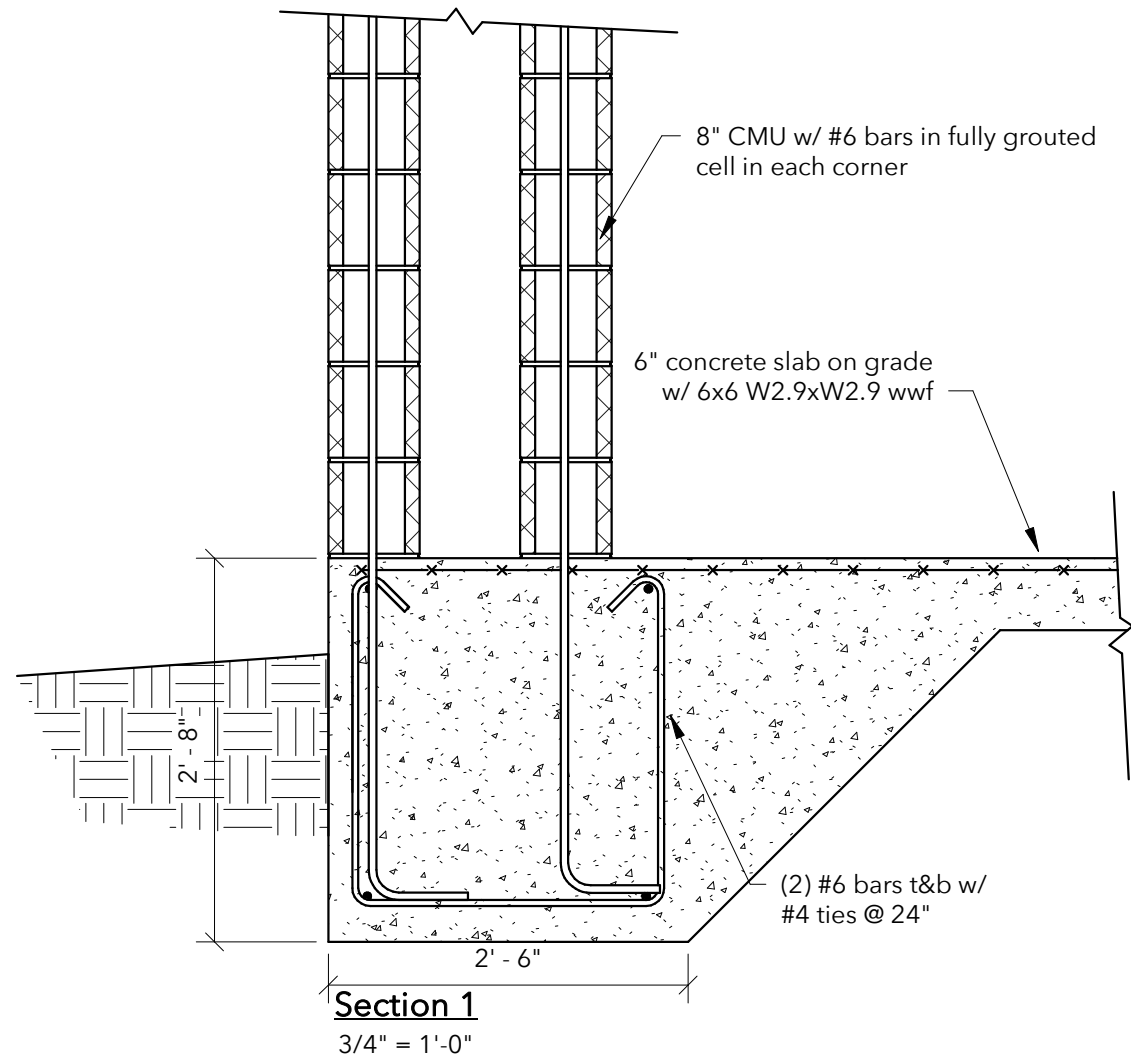 8" CMU w/ #6 bars in fully grouted
cell in each corner
6" concrete slab on grade
w/ 6x6 W2.9xW2.9 wwf
2' - 8"
(2) #6 bars t&b w/
#4 ties @ 24"
2' - 6"
Section 1
3/4" = 1'-0"